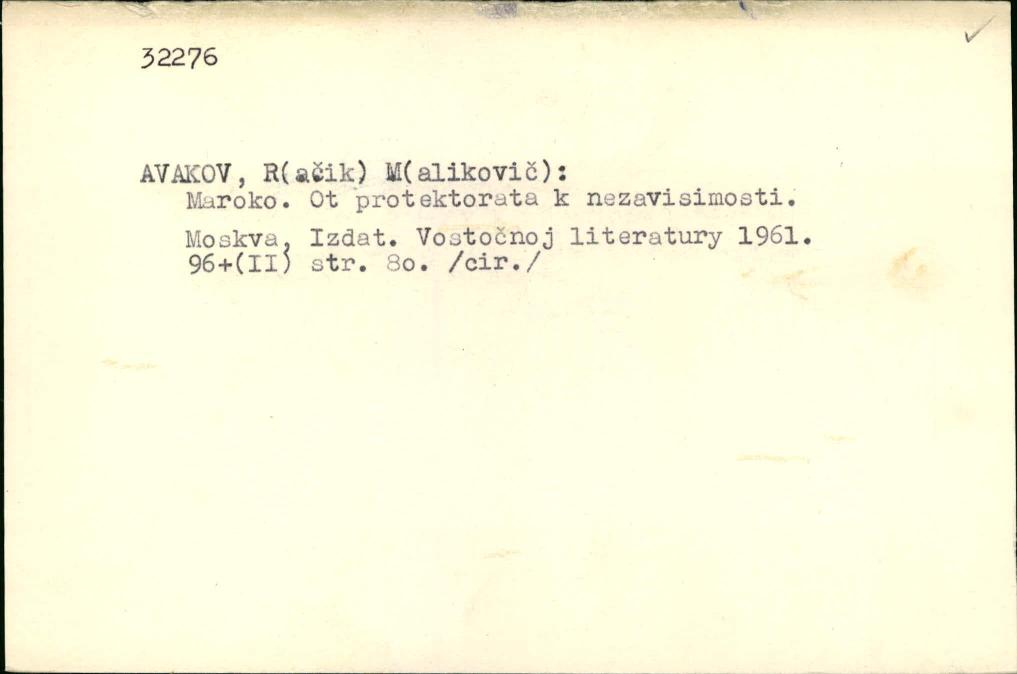 32276
AVAKOV, R(ačik) M(alikovič):
Maroko. Ot protektorata k nezavisimosti.
Moskva, Izdat. Vostočnoj literatury 1961.
96+(II) str. 8o. /cir./